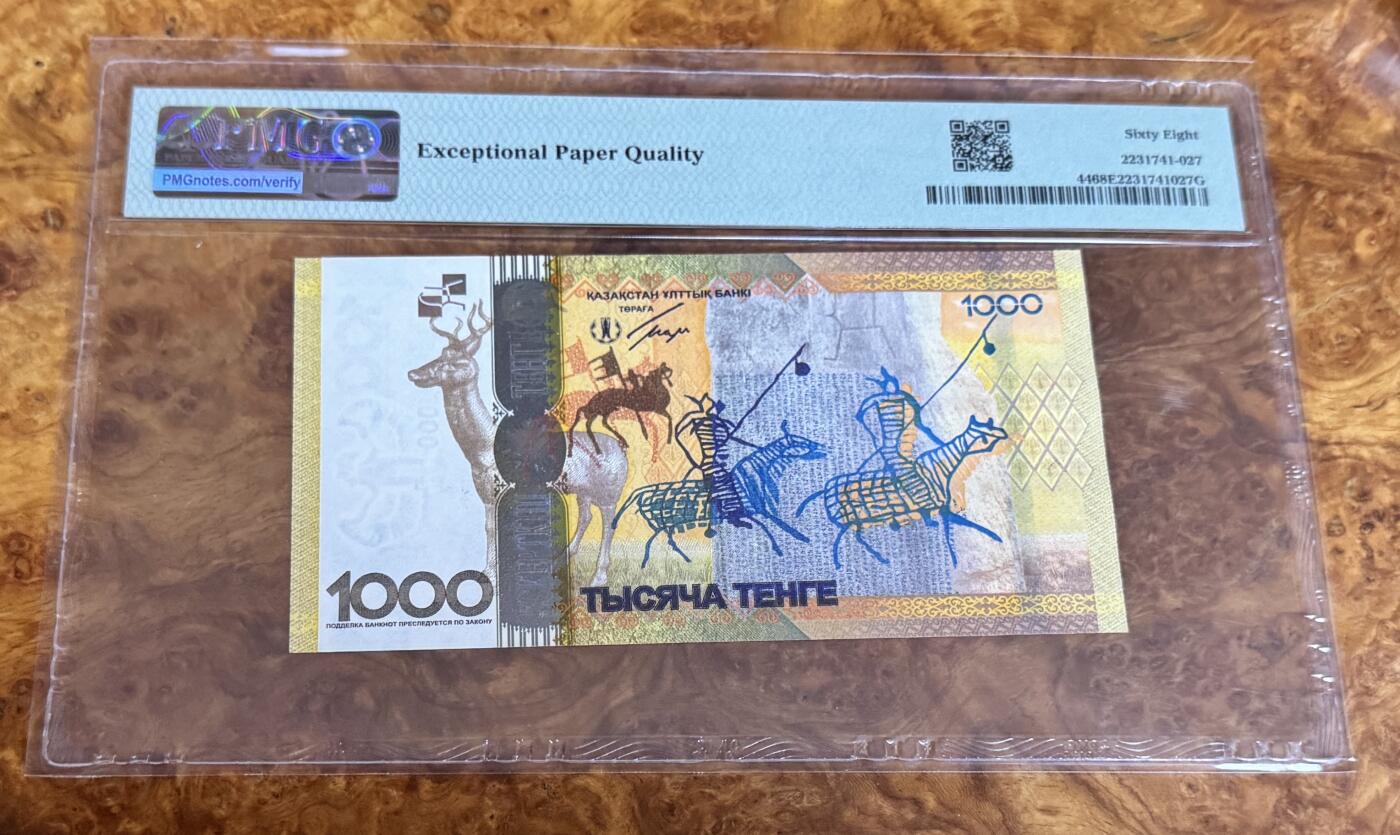 PMG
PMGnotes.com/verify
Exceptional Paper Quality
Sixty Eight
2231741-027
4468E2231741027G
ҚАЗАҚСТАН ҰЛТТЫҚ БАНКІ
ТӨРАҒА
1000
1000
ПОДДЕЛКА БАНКНОТ ПРЕСЛЕДУЕТСЯ ПО ЗАКОНУ
ТЫСЯЧА ТЕНГЕ